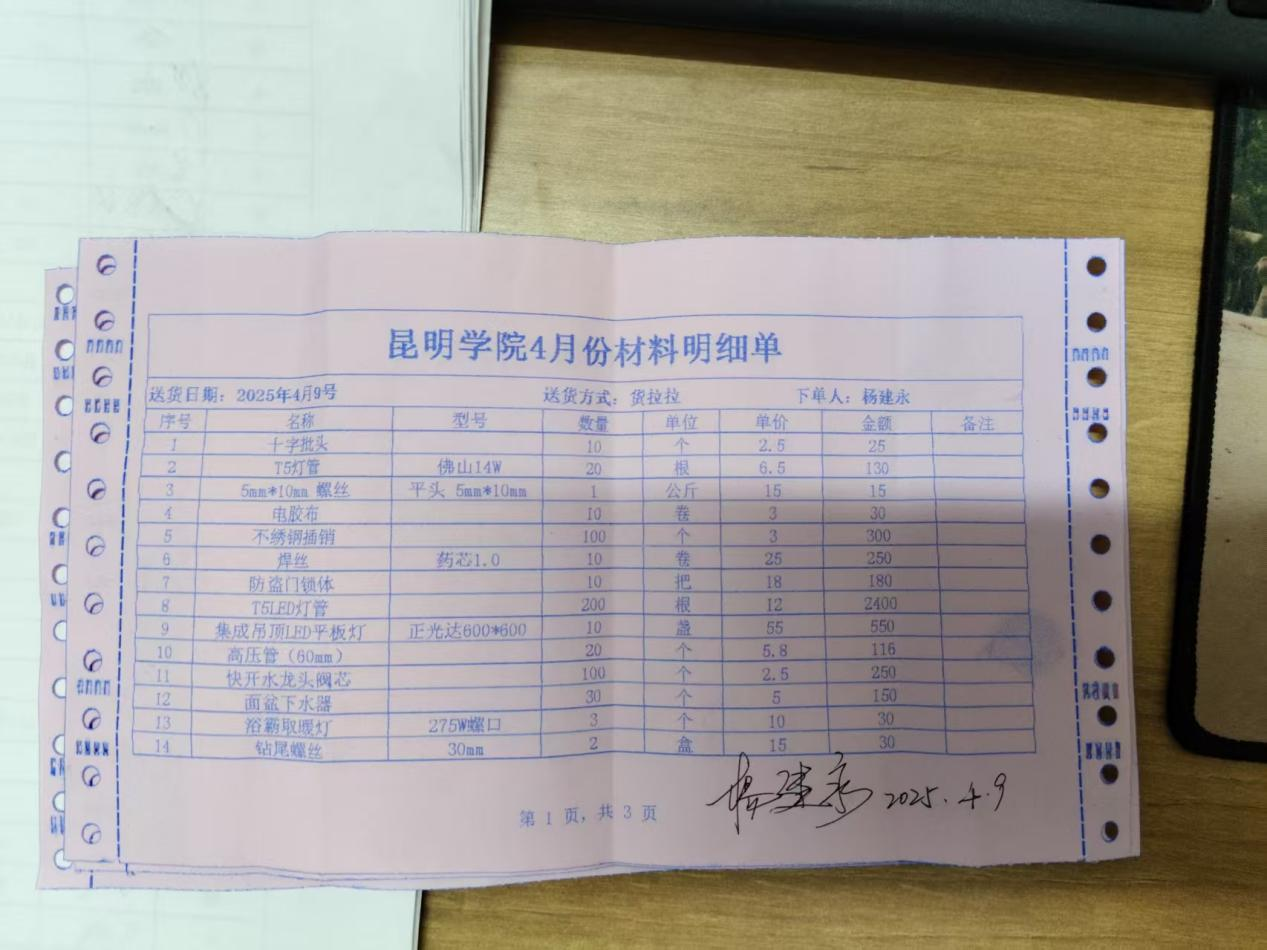 昆明学院4月份材料明细单
送货日期：2025年4月9号 送货方式：货拉拉 下单人：杨建永
序号 名称 型号 数量 单位 单价 金额 备注
1 十字批头 10 个 2.5 25
2 T5灯管 佛山14W 20 根 6.5 130
3 5mm*10mm 螺丝 平头 5mm*10mm 1 公斤 15 15
4 电胶布 10 卷 3 30
5 不绣钢插销 100 个 3 300
6 焊丝 药芯1.0 10 卷 25 250
7 防盗门锁体 10 把 18 180
8 T5LED灯管 200 根 12 2400
9 集成吊顶LED平板灯 正光达600*600 10 盏 55 550
10 高压管（60mm） 20 个 5.8 116
11 快开水龙头阀芯 100 个 2.5 250
12 面盆下水器 30 个 5 150
13 浴霸取暖灯 275W螺口 3 个 10 30
14 钻尾螺丝 30mm 2 盒 15 30
杨建永 2025.4.9
第 1 页，共 3 页